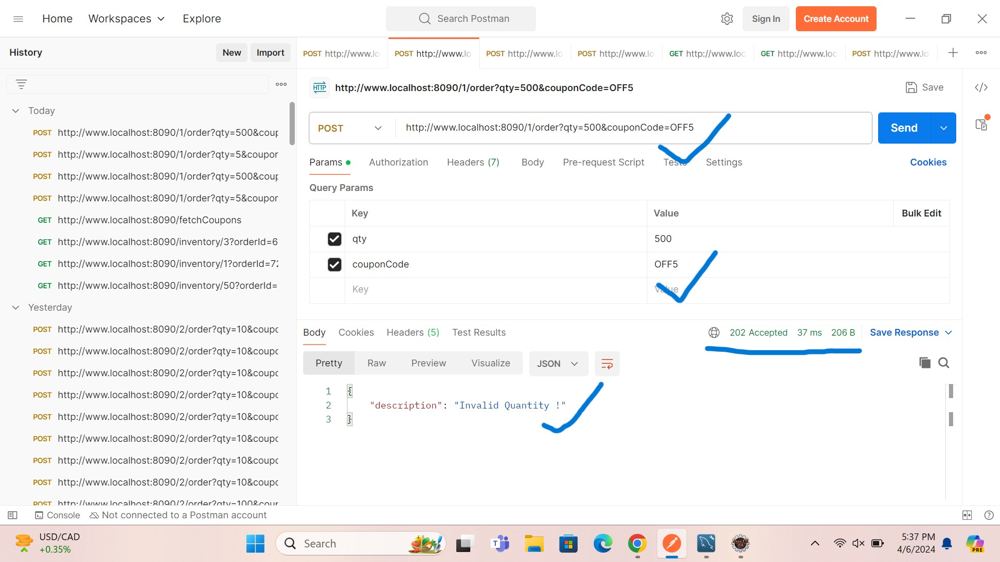 Home Workspaces Explore Search Postman Sign In Create Account
History New Import
POST http://www.lo POST http://www.lo POST http://www.lo POST http://www.lo GET http://www.loc GET http://www.loc POST http://www.lo
HTTP http://www.localhost:8090/1/order?qty=500&couponCode=OFF5 Save
POST http://www.localhost:8090/1/order?qty=500&couponCode=OFF5 Send
Params Authorization Headers (7) Body Pre-request Script Tests Settings Cookies
Query Params
Key Value Bulk Edit
qty 500
couponCode OFF5
Key Value
Today
POST http://www.localhost:8090/1/order?qty=500&coup
POST http://www.localhost:8090/1/order?qty=5&coupor
POST http://www.localhost:8090/1/order?qty=500&coup
POST http://www.localhost:8090/1/order?qty=5&coupor
GET http://www.localhost:8090/fetchCoupons
GET http://www.localhost:8090/inventory/3?orderId=6
GET http://www.localhost:8090/inventory/1?orderId=72
GET http://www.localhost:8090/inventory/50?orderId=
Yesterday
POST http://www.localhost:8090/2/order?qty=10&coupc
POST http://www.localhost:8090/2/order?qty=10&coupc
POST http://www.localhost:8090/2/order?qty=10&coupc
POST http://www.localhost:8090/2/order?qty=10&coupc
POST http://www.localhost:8090/2/order?qty=10&coupc
POST http://www.localhost:8090/2/order?qty=10&coupc
POST http://www.localhost:8090/2/order?qty=10&coupc
POST http://www.localhost:8090/2/order?qty=10&coupc
POST http://www.localhost:8090/2/order?qty=100&cour
Body Cookies Headers (5) Test Results 202 Accepted 37 ms 206 B Save Response
Pretty Raw Preview Visualize JSON
1 {
2 "description": "Invalid Quantity !"
3 }
Console Not connected to a Postman account
USD/CAD
+0.35%
Search
T
Java EE
IDE
5:37 PM
4/6/2024
PRE